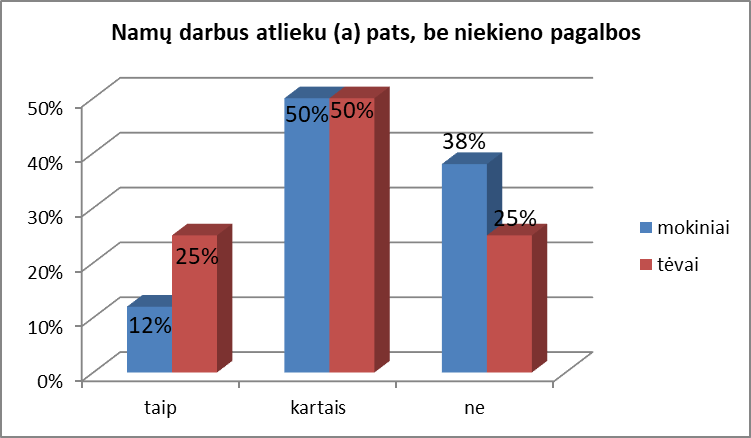 Namų darbus atlieku (a) pats, be niekieno pagalbos
50%
40%
30%
20%
10%
0%
12%
25%
50%
50%
38%
25%
taip
kartais
ne
mokiniai
tėvai